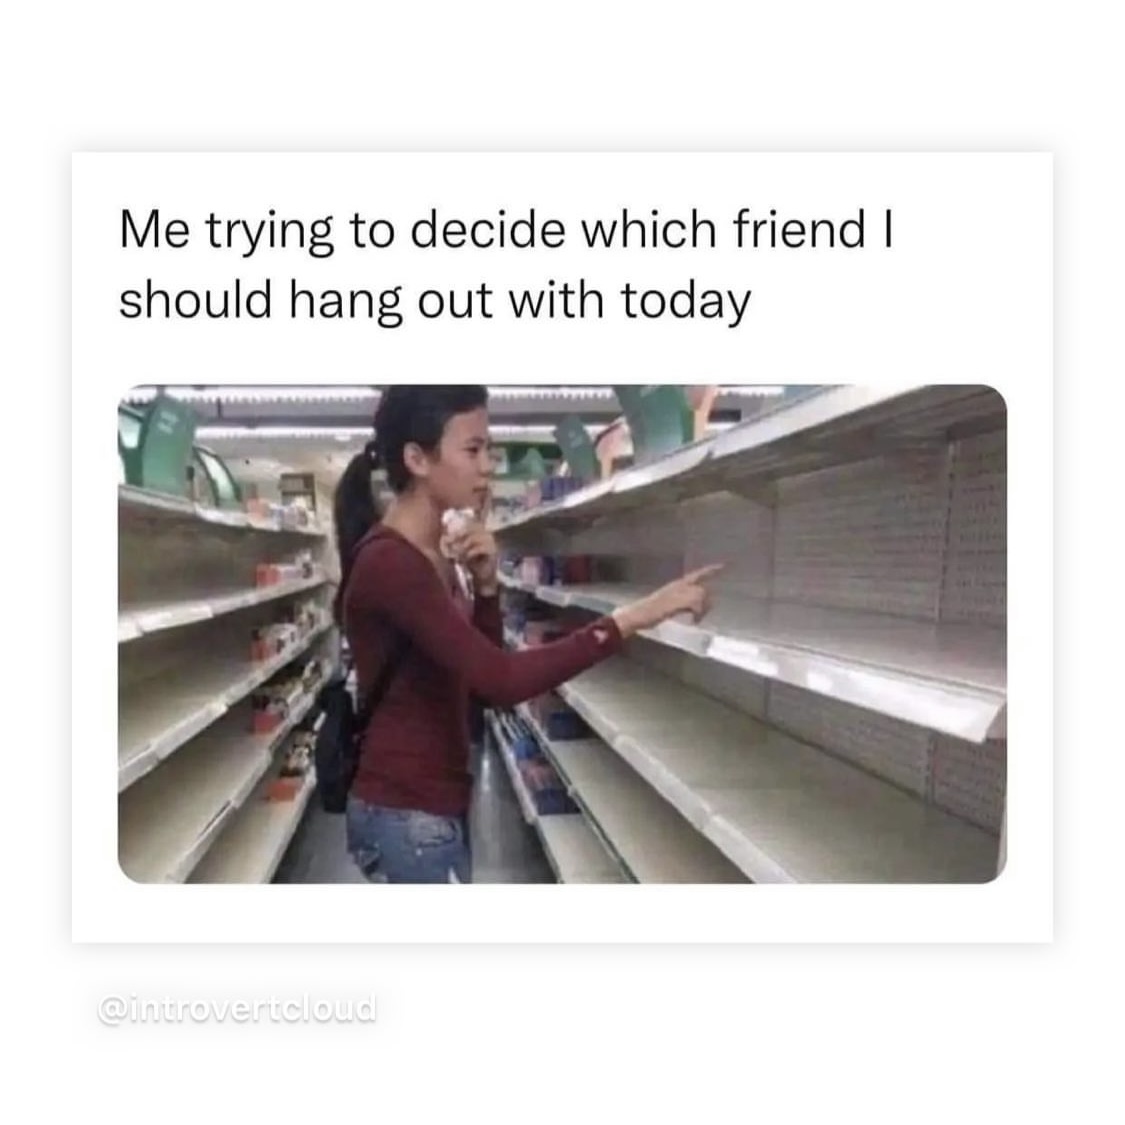 Me trying to decide which friend I
should hang out with today
@introvertcloud